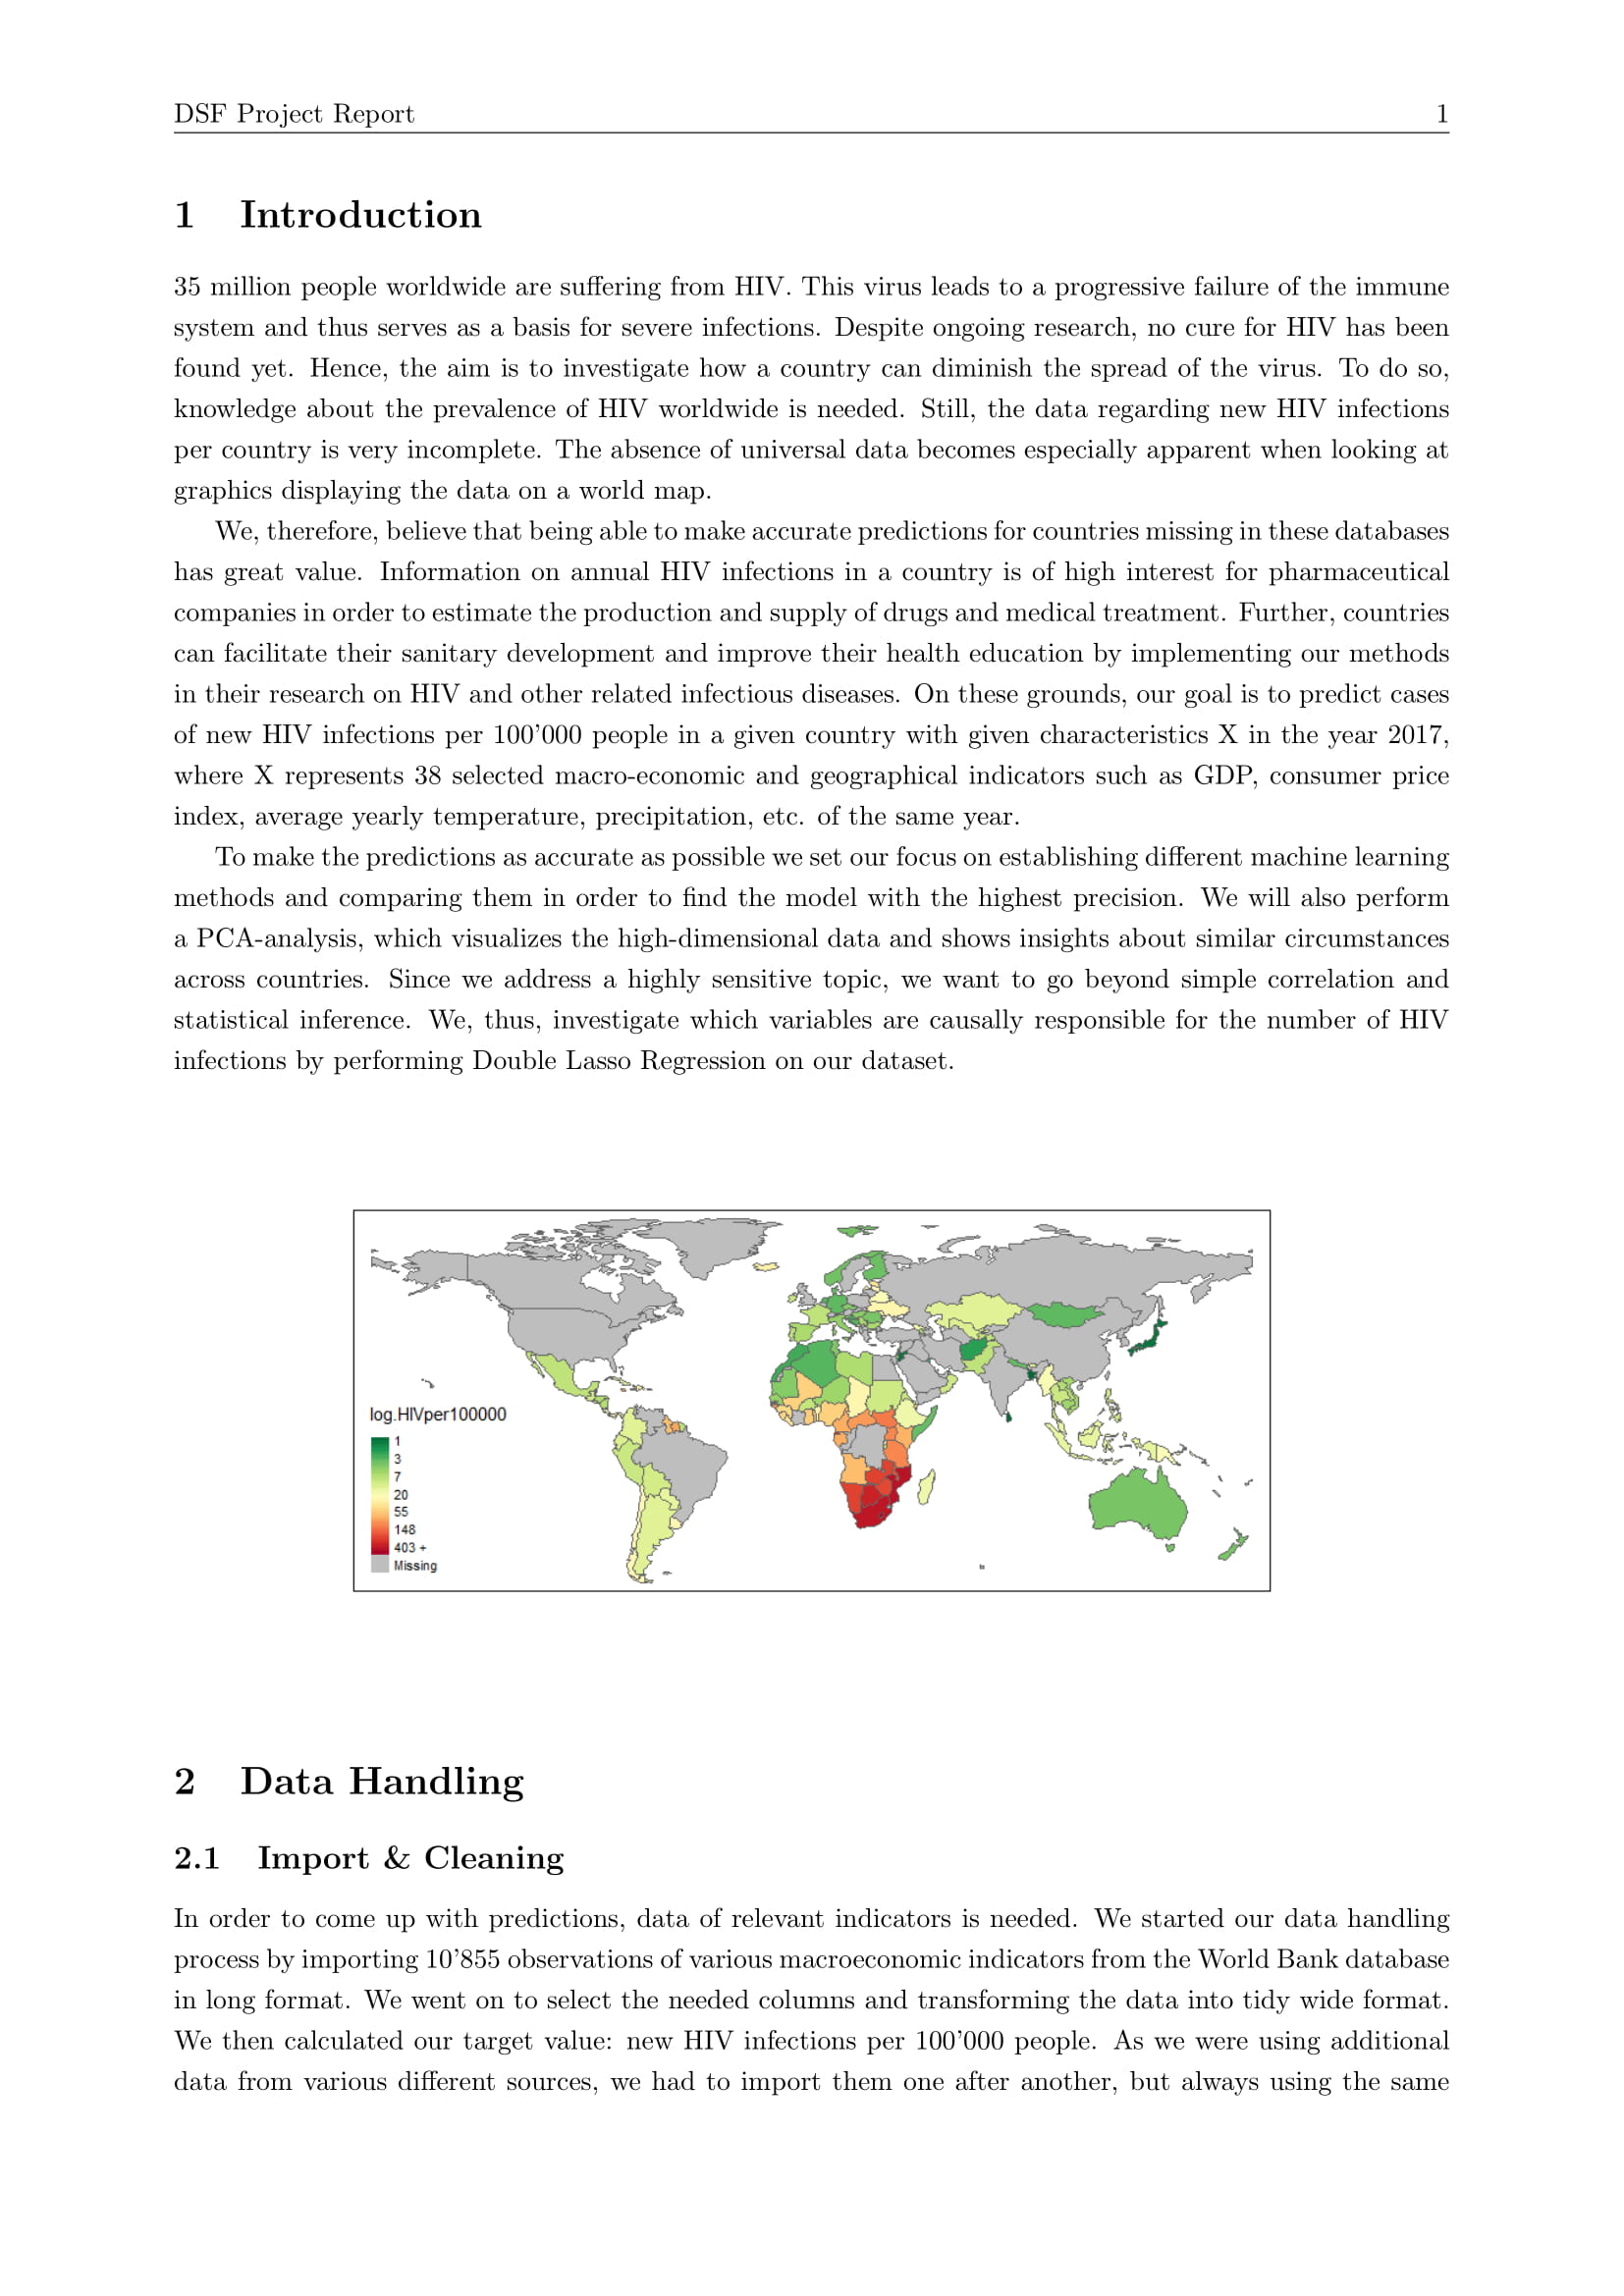 DSF Project Report 1
1 Introduction
35 million people worldwide are suffering from HIV. This virus leads to a progressive failure of the immune
system and thus serves as a basis for severe infections. Despite ongoing research, no cure for HIV has been
found yet. Hence, the aim is to investigate how a country can diminish the spread of the virus. To do so,
knowledge about the prevalence of HIV worldwide is needed. Still, the data regarding new HIV infections
per country is very incomplete. The absence of universal data becomes especially apparent when looking at
graphics displaying the data on a world map.
We, therefore, believe that being able to make accurate predictions for countries missing in these databases
has great value. Information on annual HIV infections in a country is of high interest for pharmaceutical
companies in order to estimate the production and supply of drugs and medical treatment. Further, countries
can facilitate their sanitary development and improve their health education by implementing our methods
in their research on HIV and other related infectious diseases. On these grounds, our goal is to predict cases
of new HIV infections per 100'000 people in a given country with given characteristics X in the year 2017,
where X represents 38 selected macro-economic and geographical indicators such as GDP, consumer price
index, average yearly temperature, precipitation, etc. of the same year.
To make the predictions as accurate as possible we set our focus on establishing different machine learning
methods and comparing them in order to find the model with the highest precision. We will also perform
a PCA-analysis, which visualizes the high-dimensional data and shows insights about similar circumstances
across countries. Since we address a highly sensitive topic, we want to go beyond simple correlation and
statistical inference. We, thus, investigate which variables are causally responsible for the number of HIV
infections by performing Double Lasso Regression on our dataset.
log.HIVper100000
1
3
7
20
55
148
403 +
Missing
2 Data Handling
2.1 Import & Cleaning
In order to come up with predictions, data of relevant indicators is needed. We started our data handling
process by importing 10'855 observations of various macroeconomic indicators from the World Bank database
in long format. We went on to select the needed columns and transforming the data into tidy wide format.
We then calculated our target value: new HIV infections per 100'000 people. As we were using additional
data from various different sources, we had to import them one after another, but always using the same